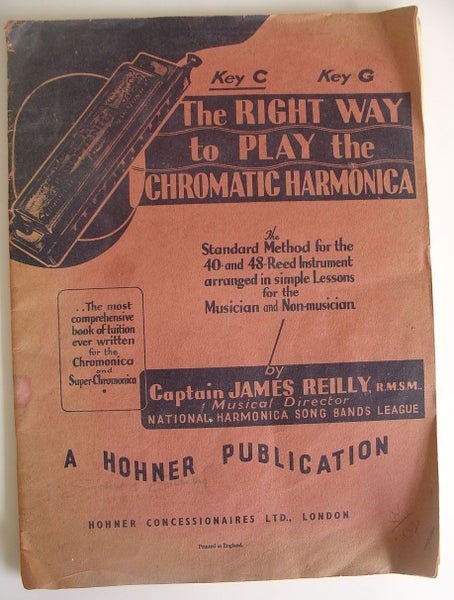 Key C Key G
The RIGHT WAY
to PLAY the
CHROMATIC HARMONICA
The
Standard Method for the
40- and 48-Reed Instrument
arranged in simple Lessons
for the
Musician and Non-musician.
...The most
comprehensive
book of tuition
ever written
for the
Chromonica
and
Super-Chromonica
by
Captain JAMES REILLY, R.M.S.M.,
Musical Director
NATIONAL HARMONICA SONG BANDS LEAGUE
A HOHNER PUBLICATION
HOHNER CONCESSIONAIRES LTD., LONDON
Printed in England.